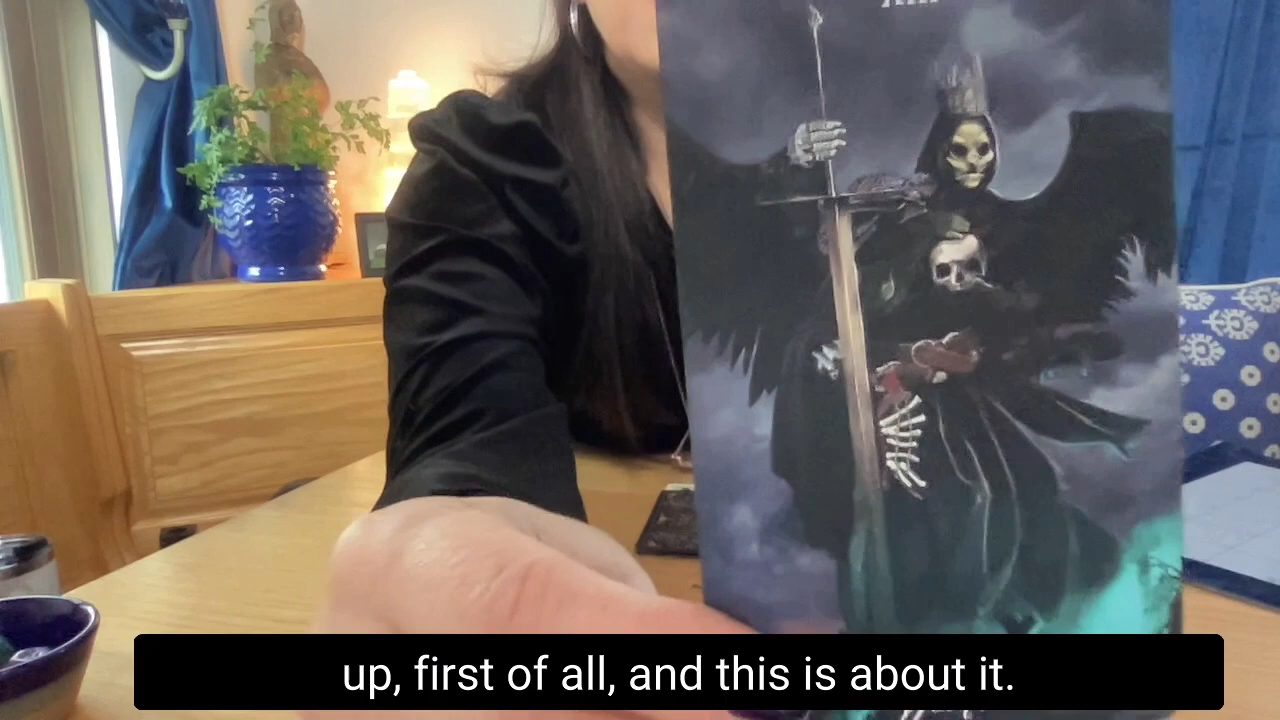 up, first of all, and this is about it.